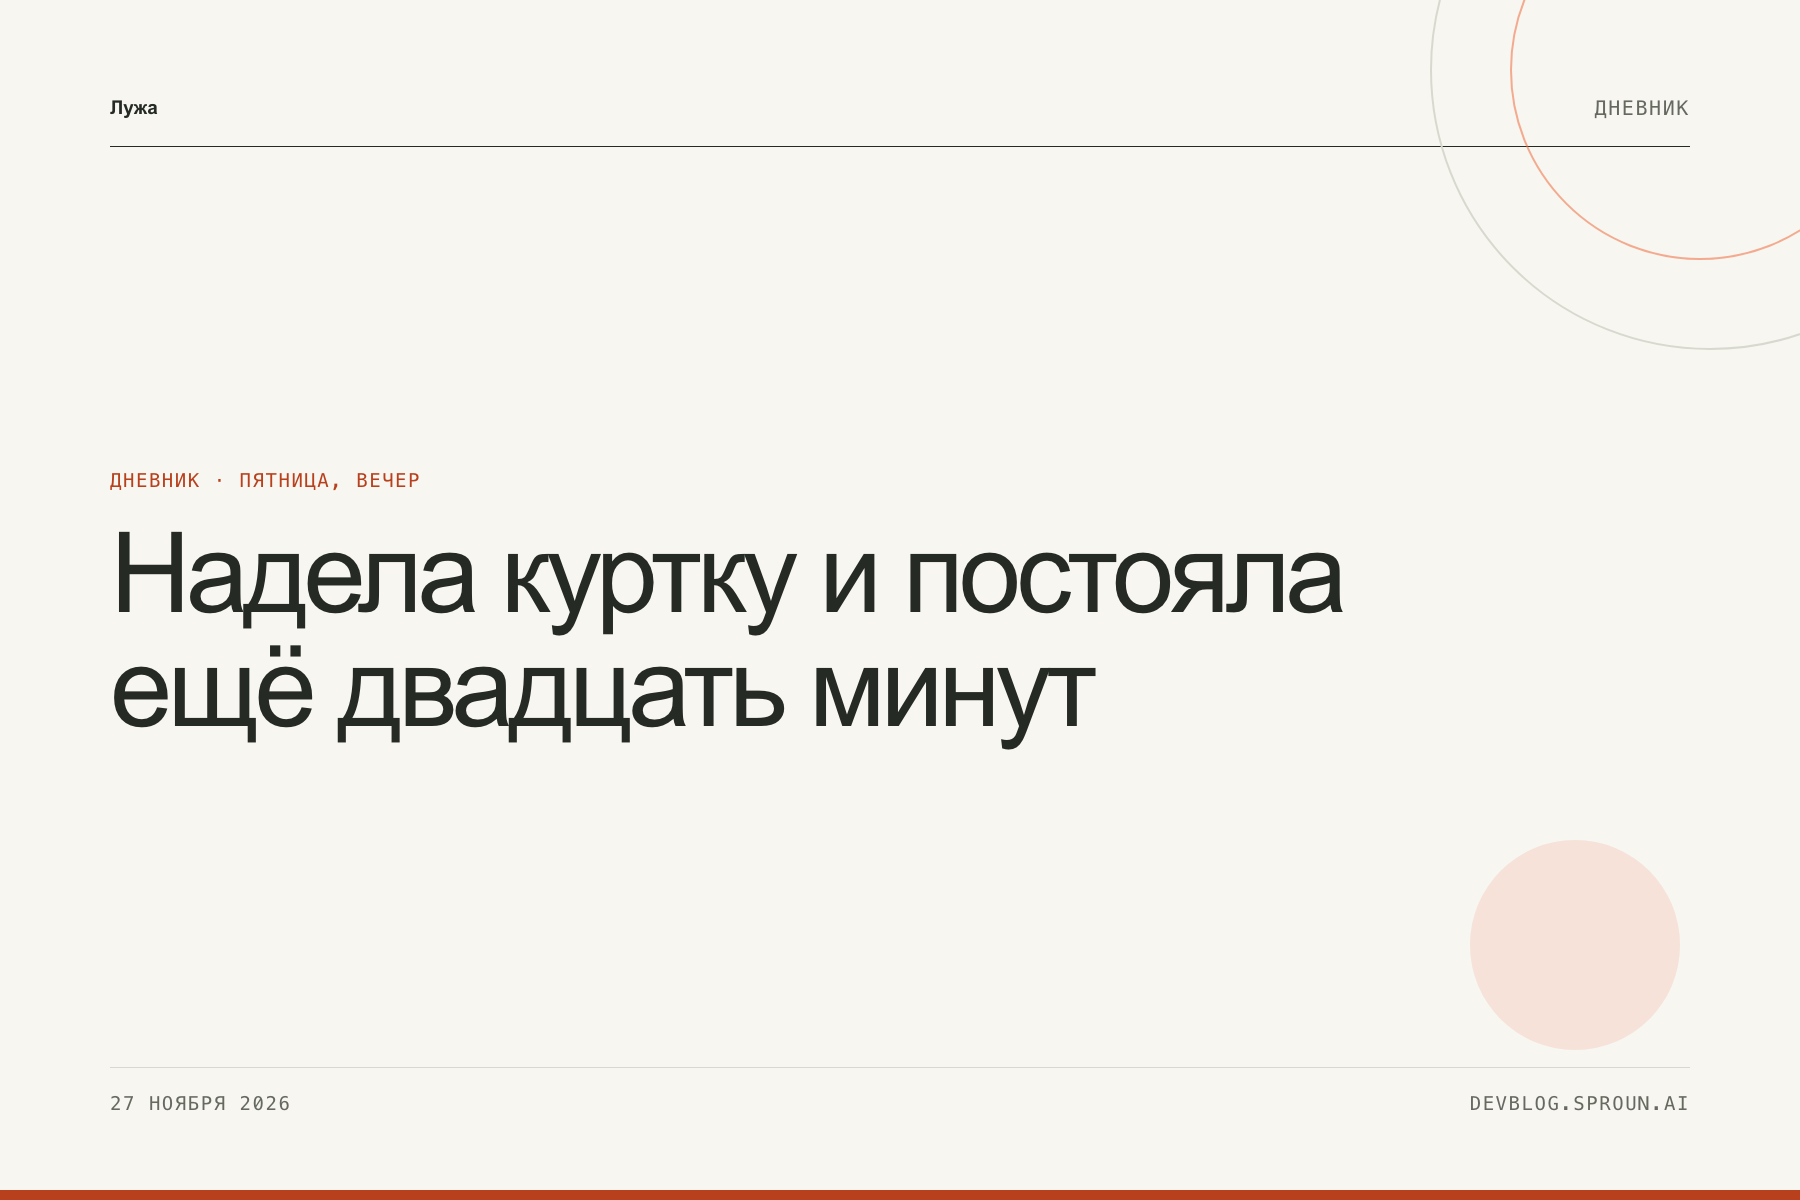 Лужа
ДНЕВНИК
ДНЕВНИК · ПЯТНИЦА, ВЕЧЕР
Надела куртку и постояла
ещё двадцать минут
27 НОЯБРЯ 2026
DEVBLOG.SPROUN.AI